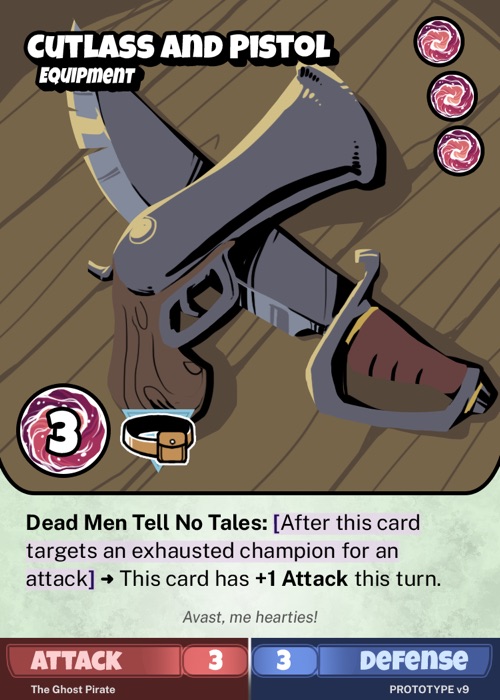 Cutlass and Pistol
Equipment
3
Dead Men Tell No Tales: [After this card
targets an exhausted champion for an
attack] ➜ This card has +1 Attack this turn.
Avast, me hearties!
Attack 3 3 Defense
The Ghost Pirate PROTOTYPE v9